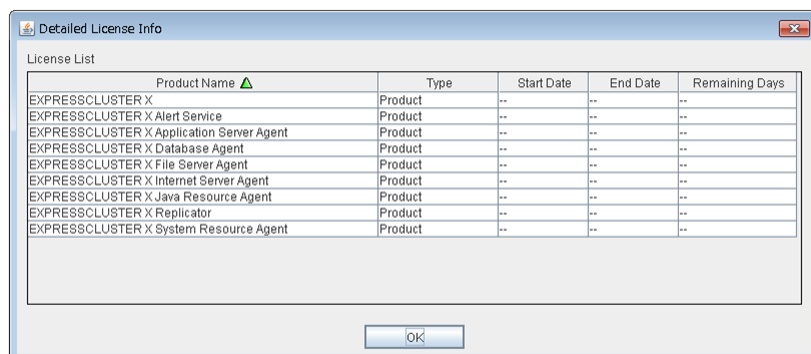 Detailed License Info
License List
Product Name Type Start Date End Date Remaining Days
EXPRESSCLUSTER X Product -- -- --
EXPRESSCLUSTER X Alert Service Product -- -- --
EXPRESSCLUSTER X Application Server Agent Product -- -- --
EXPRESSCLUSTER X Database Agent Product -- -- --
EXPRESSCLUSTER X File Server Agent Product -- -- --
EXPRESSCLUSTER X Internet Server Agent Product -- -- --
EXPRESSCLUSTER X Java Resource Agent Product -- -- --
EXPRESSCLUSTER X Replicator Product -- -- --
EXPRESSCLUSTER X System Resource Agent Product -- -- --
OK